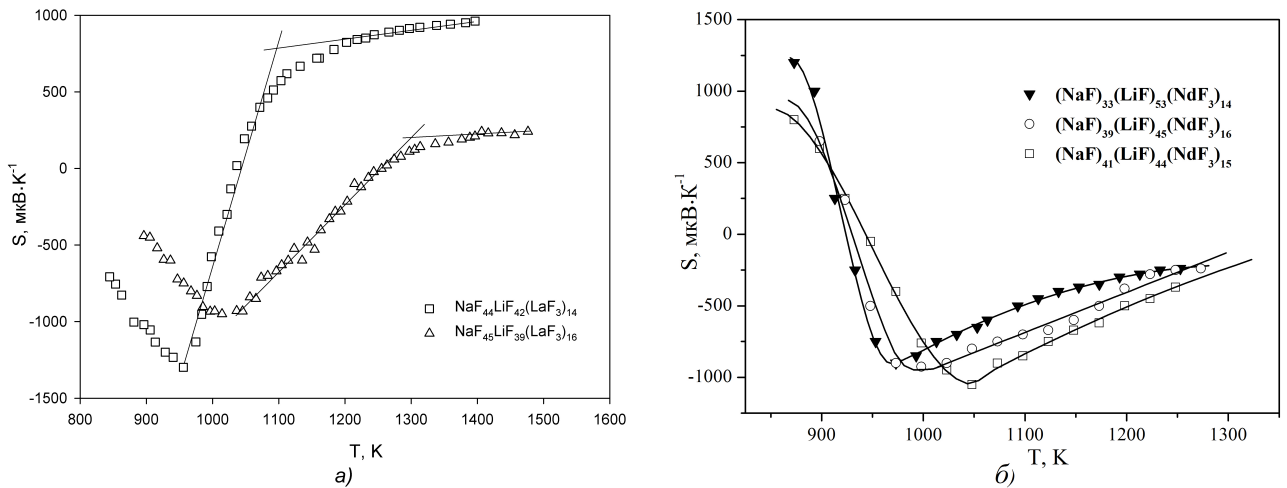 1000
500
0
-500
-1000
-1500
S, мкВ·K⁻¹
NaF₄₄LiF₄₂(LaF₃)₁₄
NaF₄₅LiF₃₉(LaF₃)₁₆
800 900 1000 1100 1200 1300 1400 1500 1600
T, K
а)
1500
1000
500
0
-500
-1000
S, мкВ·K⁻¹
(NaF)₃₃(LiF)₅₃(NdF₃)₁₄
(NaF)₃₉(LiF)₄₅(NdF₃)₁₆
(NaF)₄₁(LiF)₄₄(NdF₃)₁₅
900 1000 1100 1200 1300
T, K
б)